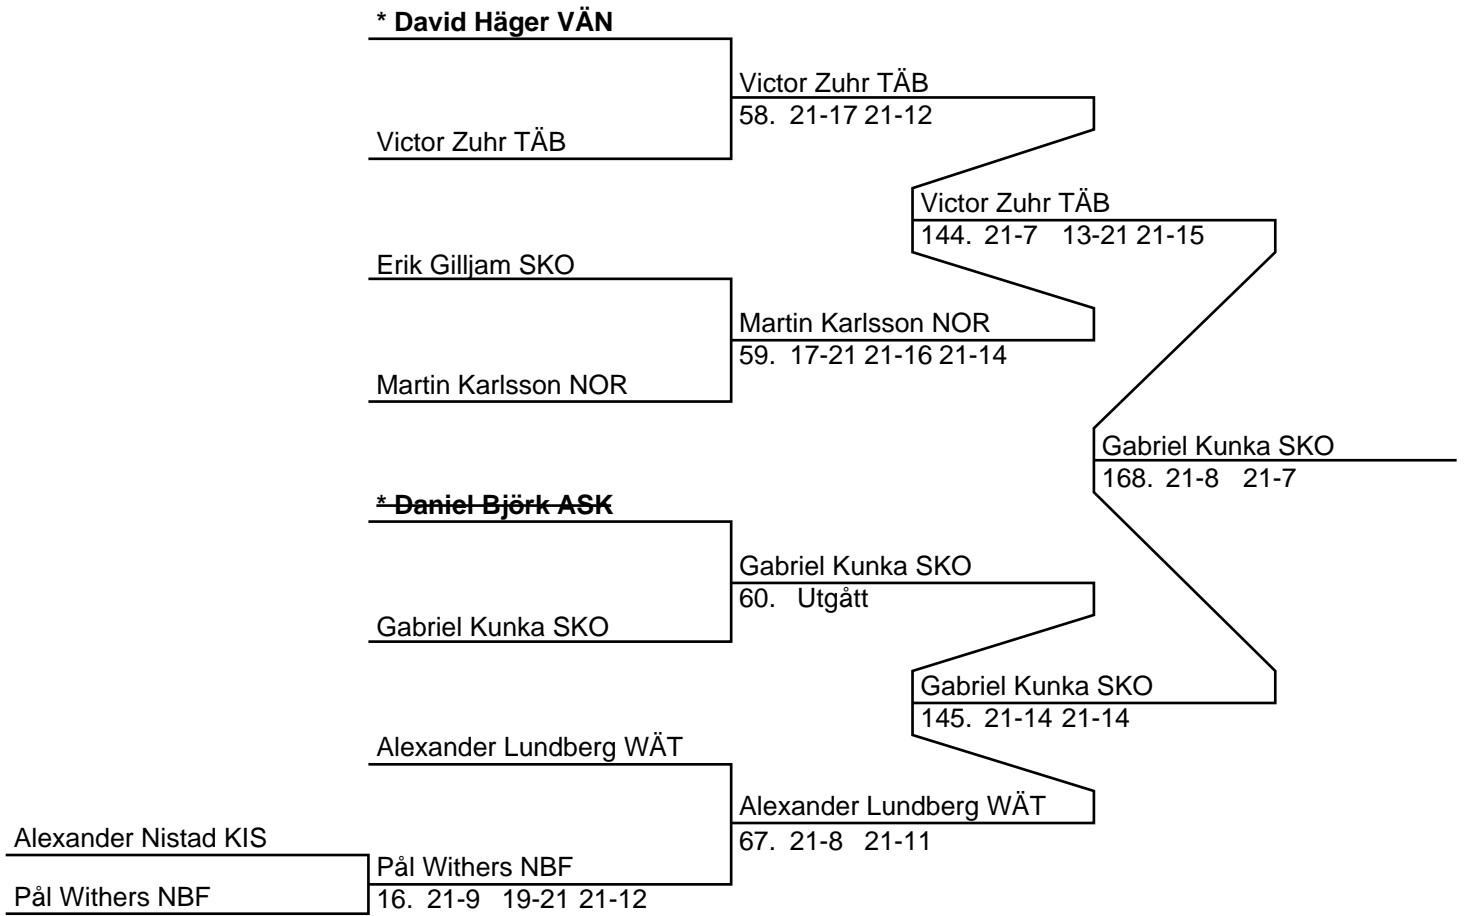 * David Häger VÄN
Victor Zuhr TÄB
58. 21-17 21-12
Victor Zuhr TÄB
Victor Zuhr TÄB
144. 21-7 13-21 21-15
Erik Gilljam SKO
Martin Karlsson NOR
59. 17-21 21-16 21-14
Martin Karlsson NOR
Gabriel Kunka SKO
168. 21-8 21-7
* Daniel Björk ASK
Gabriel Kunka SKO
60. Utgått
Gabriel Kunka SKO
Gabriel Kunka SKO
145. 21-14 21-14
Alexander Lundberg WÄT
Alexander Lundberg WÄT
67. 21-8 21-11
Alexander Nistad KIS
Pål Withers NBF
16. 21-9 19-21 21-12
Pål Withers NBF